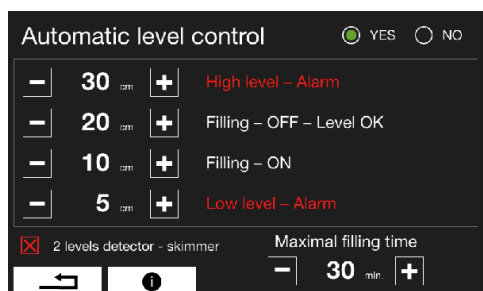 Automatic level control YES NO
− 30 cm + High level – Alarm
− 20 cm + Filling – OFF – Level OK
− 10 cm + Filling – ON
− 5 cm + Low level – Alarm
2 levels detector - skimmer Maximal filling time
− 30 min. +